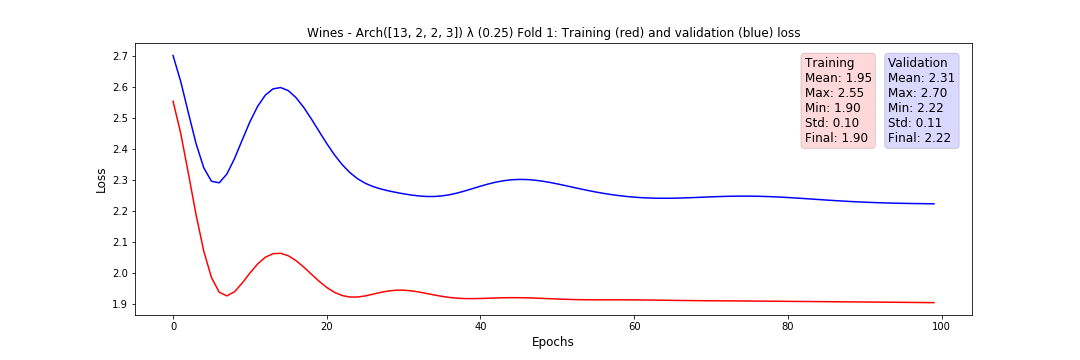 Wines - Arch([13, 2, 2, 3]) λ (0.25) Fold 1: Training (red) and validation (blue) loss
2.7
2.6
2.5
2.4
2.3
2.2
2.1
2.0
1.9
Loss
Training
Mean: 1.95
Max: 2.55
Min: 1.90
Std: 0.10
Final: 1.90
Validation
Mean: 2.31
Max: 2.70
Min: 2.22
Std: 0.11
Final: 2.22
0 20 40 60 80 100
Epochs